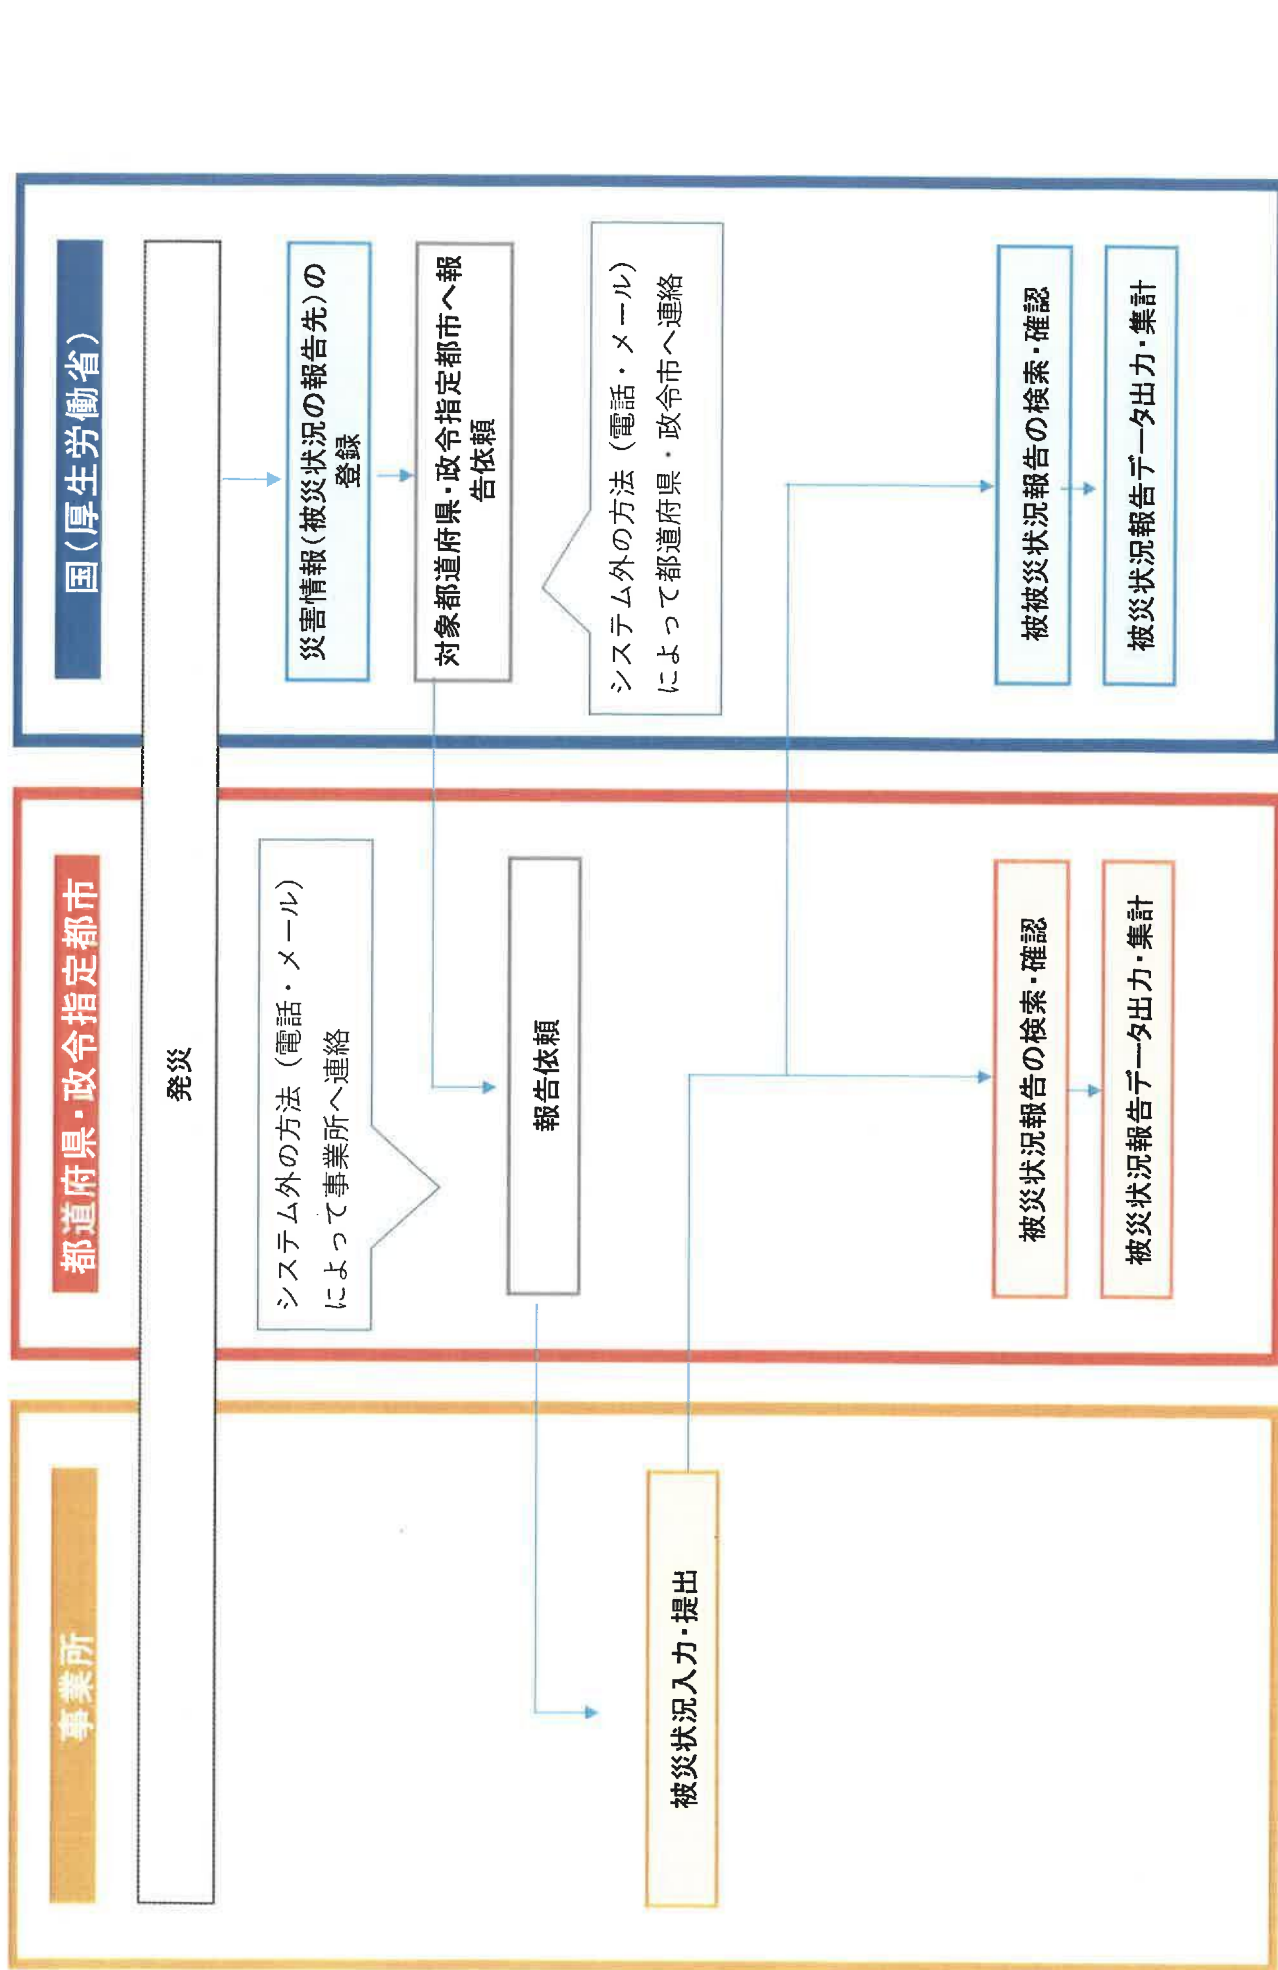 事業所
都道府県・政令指定都市
国(厚生労働省)
発災
システム外の方法（電話・メール）
によって事業所へ連絡
災害情報(被災状況の報告先)の
登録
対象都道府県・政令指定都市へ報
告依頼
報告依頼
システム外の方法（電話・メール）
によって都道府県・政令市へ連絡
被災状況入力・提出
被災状況報告の検索・確認
被被災状況報告の検索・確認
被災状況報告データ出力・集計
被災状況報告データ出力・集計